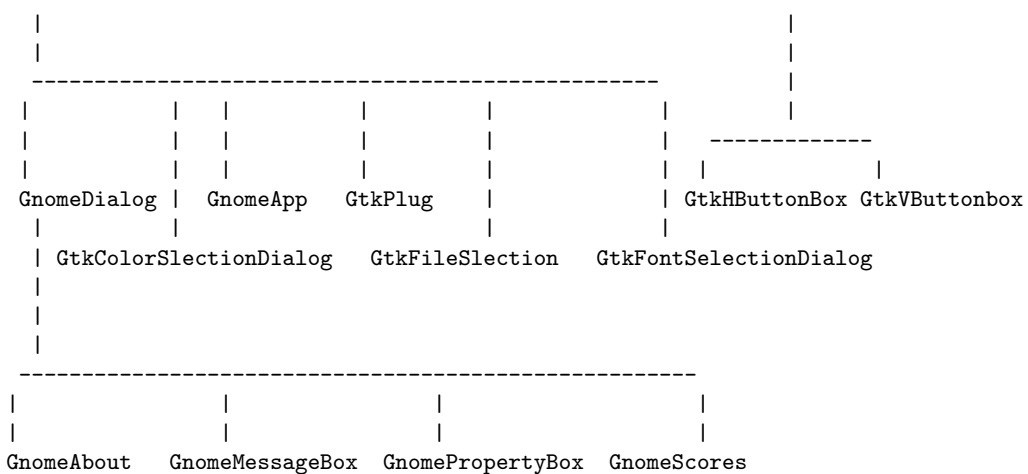 GnomeDialog GnomeApp GtkPlug GtkHButtonBox GtkVButtonbox
GtkColorSlectionDialog GtkFileSlection GtkFontSelectionDialog
GnomeAbout GnomeMessageBox GnomePropertyBox GnomeScores